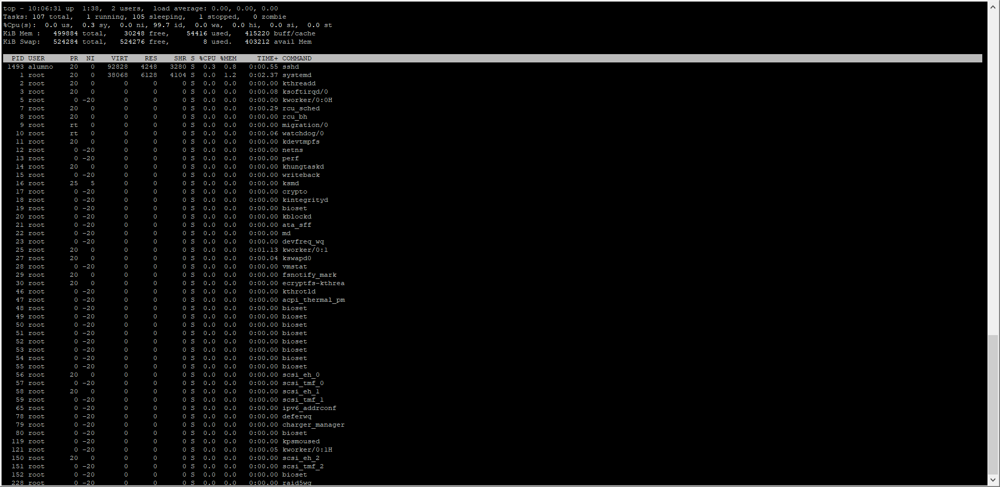 top - 10:06:31 up  1:38,  2 users,  load average: 0.00, 0.00, 0.00
Tasks: 107 total,   1 running, 105 sleeping,   1 stopped,   0 zombie
%Cpu(s):  0.0 us,  0.3 sy,  0.0 ni, 99.7 id,  0.0 wa,  0.0 hi,  0.0 si,  0.0 st
KiB Mem :   499884 total,    30248 free,    54416 used,   415220 buff/cache
KiB Swap:   524284 total,   524276 free,        8 used.   403212 avail Mem
PID USER      PR  NI    VIRT    RES    SHR S %CPU %MEM     TIME+ COMMAND
1493 alumno    20   0   92828   4248   3280 S  0.3  0.8   0:00.55 sshd
1 root      20   0   38068   6128   4104 S  0.0  1.2   0:02.37 systemd
2 root      20   0       0      0      0 S  0.0  0.0   0:00.00 kthreadd
3 root      20   0       0      0      0 S  0.0  0.0   0:00.08 ksoftirqd/0
5 root       0 -20       0      0      0 S  0.0  0.0   0:00.00 kworker/0:0H
7 root      20   0       0      0      0 S  0.0  0.0   0:00.29 rcu_sched
8 root      20   0       0      0      0 S  0.0  0.0   0:00.00 rcu_bh
9 root      rt   0       0      0      0 S  0.0  0.0   0:00.00 migration/0
10 root      rt   0       0      0      0 S  0.0  0.0   0:00.06 watchdog/0
11 root      20   0       0      0      0 S  0.0  0.0   0:00.00 kdevtmpfs
12 root       0 -20       0      0      0 S  0.0  0.0   0:00.00 netns
13 root       0 -20       0      0      0 S  0.0  0.0   0:00.00 perf
14 root      20   0       0      0      0 S  0.0  0.0   0:00.00 khungtaskd
15 root       0 -20       0      0      0 S  0.0  0.0   0:00.00 writeback
16 root      25   5       0      0      0 S  0.0  0.0   0:00.00 ksmd
17 root       0 -20       0      0      0 S  0.0  0.0   0:00.00 crypto
18 root       0 -20       0      0      0 S  0.0  0.0   0:00.00 kintegrityd
19 root       0 -20       0      0      0 S  0.0  0.0   0:00.00 bioset
20 root       0 -20       0      0      0 S  0.0  0.0   0:00.00 kblockd
21 root       0 -20       0      0      0 S  0.0  0.0   0:00.00 ata_sff
22 root       0 -20       0      0      0 S  0.0  0.0   0:00.00 md
23 root       0 -20       0      0      0 S  0.0  0.0   0:00.00 devfreq_wq
25 root      20   0       0      0      0 S  0.0  0.0   0:01.13 kworker/0:1
27 root      20   0       0      0      0 S  0.0  0.0   0:00.04 kswapd0
28 root       0 -20       0      0      0 S  0.0  0.0   0:00.00 vmstat
29 root      20   0       0      0      0 S  0.0  0.0   0:00.00 fsnotify_mark
30 root      20   0       0      0      0 S  0.0  0.0   0:00.00 ecryptfs-kthrea
46 root       0 -20       0      0      0 S  0.0  0.0   0:00.00 kthrotld
47 root       0 -20       0      0      0 S  0.0  0.0   0:00.00 acpi_thermal_pm
48 root       0 -20       0      0      0 S  0.0  0.0   0:00.00 bioset
49 root       0 -20       0      0      0 S  0.0  0.0   0:00.00 bioset
50 root       0 -20       0      0      0 S  0.0  0.0   0:00.00 bioset
51 root       0 -20       0      0      0 S  0.0  0.0   0:00.00 bioset
52 root       0 -20       0      0      0 S  0.0  0.0   0:00.00 bioset
53 root       0 -20       0      0      0 S  0.0  0.0   0:00.00 bioset
54 root       0 -20       0      0      0 S  0.0  0.0   0:00.00 bioset
55 root       0 -20       0      0      0 S  0.0  0.0   0:00.00 bioset
56 root      20   0       0      0      0 S  0.0  0.0   0:00.00 scsi_eh_0
57 root       0 -20       0      0      0 S  0.0  0.0   0:00.00 scsi_tmf_0
58 root      20   0       0      0      0 S  0.0  0.0   0:00.00 scsi_eh_1
59 root       0 -20       0      0      0 S  0.0  0.0   0:00.00 scsi_tmf_1
65 root       0 -20       0      0      0 S  0.0  0.0   0:00.00 ipv6_addrconf
78 root       0 -20       0      0      0 S  0.0  0.0   0:00.00 deferwq
79 root       0 -20       0      0      0 S  0.0  0.0   0:00.00 charger_manager
80 root       0 -20       0      0      0 S  0.0  0.0   0:00.00 bioset
119 root       0 -20       0      0      0 S  0.0  0.0   0:00.00 kpsmoused
121 root       0 -20       0      0      0 S  0.0  0.0   0:00.05 kworker/0:1H
150 root      20   0       0      0      0 S  0.0  0.0   0:00.00 scsi_eh_2
151 root       0 -20       0      0      0 S  0.0  0.0   0:00.00 scsi_tmf_2
152 root       0 -20       0      0      0 S  0.0  0.0   0:00.00 bioset
228 root       0 -20       0      0      0 S  0.0  0.0   0:00.00 raid5wq